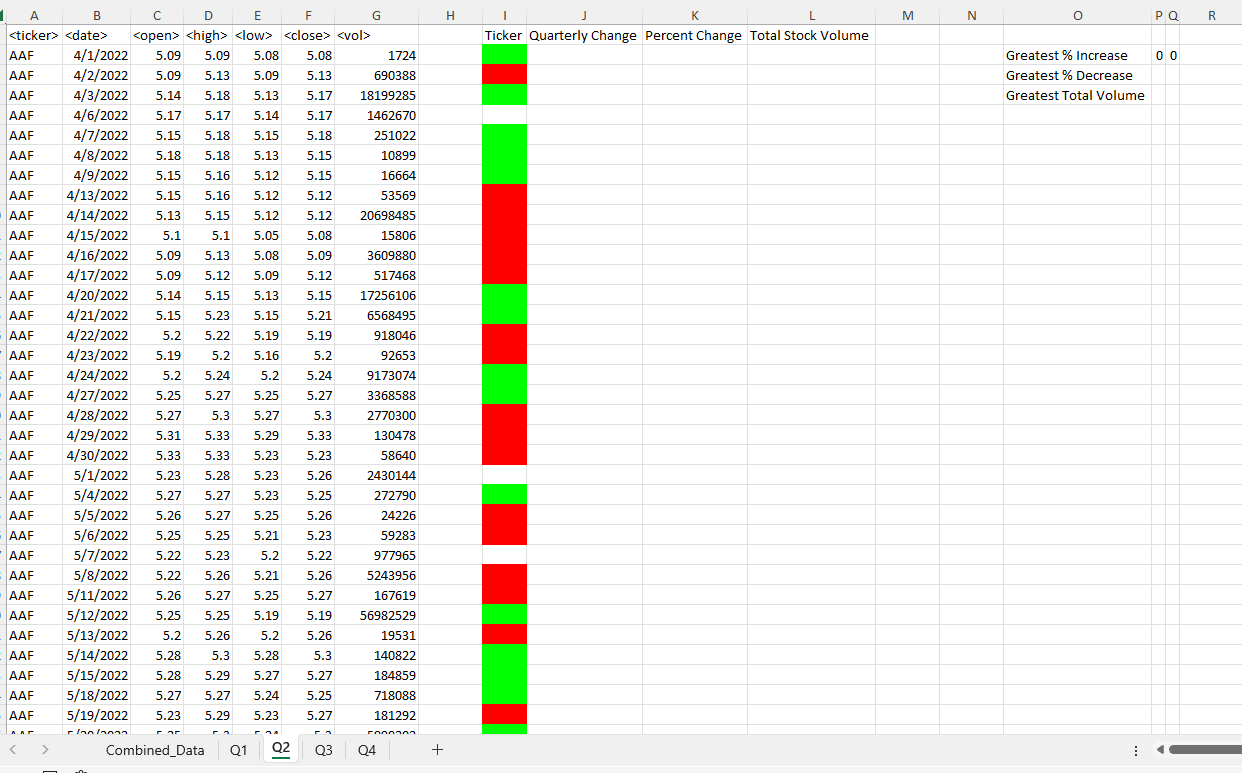 A B C D E F G H I J K L M N O P Q R
<ticker> <date> <open> <high> <low> <close> <vol> Ticker Quarterly Change Percent Change Total Stock Volume
AAF 4/1/2022 5.09 5.09 5.08 5.08 1724 Greatest % Increase 0 0
AAF 4/2/2022 5.09 5.13 5.09 5.12 690388 Greatest % Decrease
AAF 4/3/2022 5.14 5.18 5.13 5.17 18199285 Greatest Total Volume
AAF 4/6/2022 5.17 5.17 5.14 5.17 1462670
AAF 4/7/2022 5.15 5.18 5.15 5.18 251022
AAF 4/8/2022 5.18 5.18 5.13 5.15 10899
AAF 4/9/2022 5.15 5.16 5.12 5.15 16664
AAF 4/13/2022 5.15 5.16 5.12 5.12 53569
AAF 4/14/2022 5.13 5.15 5.12 5.12 20698485
AAF 4/15/2022 5.1 5.1 5.05 5.08 15806
AAF 4/16/2022 5.09 5.13 5.08 5.09 3609880
AAF 4/17/2022 5.09 5.12 5.09 5.12 517468
AAF 4/20/2022 5.14 5.15 5.13 5.15 17256106
AAF 4/21/2022 5.15 5.23 5.15 5.21 6568495
AAF 4/22/2022 5.2 5.22 5.19 5.19 918046
AAF 4/23/2022 5.19 5.2 5.16 5.2 92653
AAF 4/24/2022 5.2 5.24 5.2 5.24 9173074
AAF 4/27/2022 5.25 5.27 5.25 5.27 3368588
AAF 4/28/2022 5.27 5.3 5.27 5.3 2770300
AAF 4/29/2022 5.31 5.33 5.29 5.33 130478
AAF 4/30/2022 5.33 5.33 5.23 5.23 58640
AAF 5/1/2022 5.23 5.28 5.23 5.26 2430144
AAF 5/4/2022 5.27 5.27 5.23 5.25 272790
AAF 5/5/2022 5.26 5.27 5.25 5.26 24226
AAF 5/6/2022 5.25 5.25 5.21 5.23 59283
AAF 5/7/2022 5.22 5.23 5.2 5.22 977965
AAF 5/8/2022 5.22 5.26 5.21 5.26 5243956
AAF 5/11/2022 5.26 5.27 5.25 5.27 167619
AAF 5/12/2022 5.25 5.25 5.19 5.19 56982529
AAF 5/13/2022 5.2 5.26 5.2 5.26 19531
AAF 5/14/2022 5.28 5.3 5.28 5.3 140822
AAF 5/15/2022 5.28 5.29 5.27 5.27 184859
AAF 5/18/2022 5.27 5.27 5.24 5.25 718088
AAF 5/19/2022 5.23 5.29 5.23 5.27 181292
Combined_Data Q1 Q2 Q3 Q4